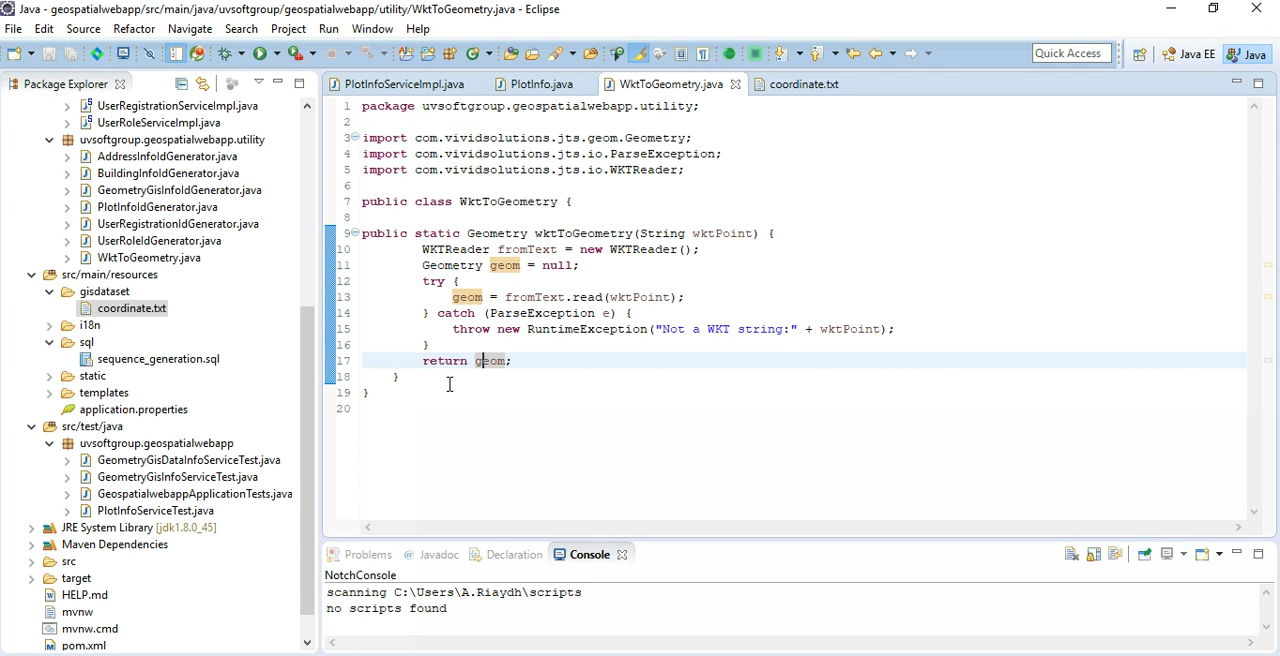 Java - geospatialwebapp/src/main/java/uvsoftgroup/geospatialwebapp/utility/WktToGeometry.java - Eclipse
File Edit Source Refactor Navigate Search Project Run Window Help
Quick Access Java EE Java
Package Explorer
UserRegistrationServiceImpl.java
UserRoleServiceImpl.java
uvsoftgroup.geospatialwebapp.utility
AddressInfoIdGenerator.java
BuildingInfoIdGenerator.java
GeometryGisInfoIdGenerator.java
PlotInfoIdGenerator.java
UserRegistrationIdGenerator.java
UserRoleIdGenerator.java
WktToGeometry.java
src/main/resources
gisdataset
coordinate.txt
i18n
sql
sequence_generation.sql
static
templates
application.properties
src/test/java
uvsoftgroup.geospatialwebapp
GeometryGisDataInfoServiceTest.java
GeometryGisInfoServiceTest.java
GeospatialwebappApplicationTests.java
PlotInfoServiceTest.java
JRE System Library [jdk1.8.0_45]
Maven Dependencies
src
target
HELP.md
mvnw
mvnw.cmd
pom.xml
PlotInfoServiceImpl.java PlotInfo.java WktToGeometry.java coordinate.txt
1 package uvsoftgroup.geospatialwebapp.utility;
2
3 import com.vividsolutions.jts.geom.Geometry;
4 import com.vividsolutions.jts.io.ParseException;
5 import com.vividsolutions.jts.io.WKTReader;
6
7 public class WktToGeometry {
8
9 public static Geometry wktToGeometry(String wktPoint) {
10 WKTReader fromText = new WKTReader();
11 Geometry geom = null;
12 try {
13 geom = fromText.read(wktPoint);
14 } catch (ParseException e) {
15 throw new RuntimeException("Not a WKT string:" + wktPoint);
16 }
17 return geom;
18 }
19 }
20
Problems @ Javadoc Declaration Console
NotchConsole
scanning C:\Users\A.Riaydh\scripts
no scripts found